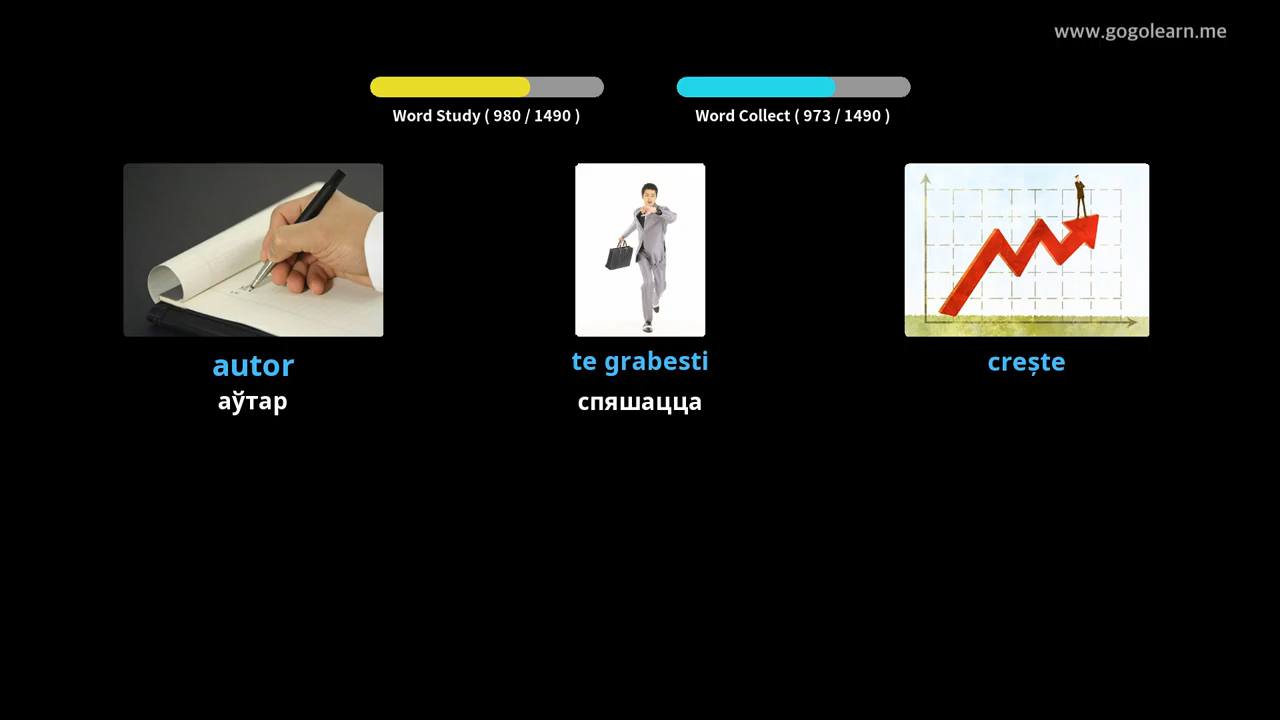 www.gogolearn.me
Word Study ( 980 / 1490 )
Word Collect ( 973 / 1490 )
autor
аўтар
te grabesti
спяшацца
crește